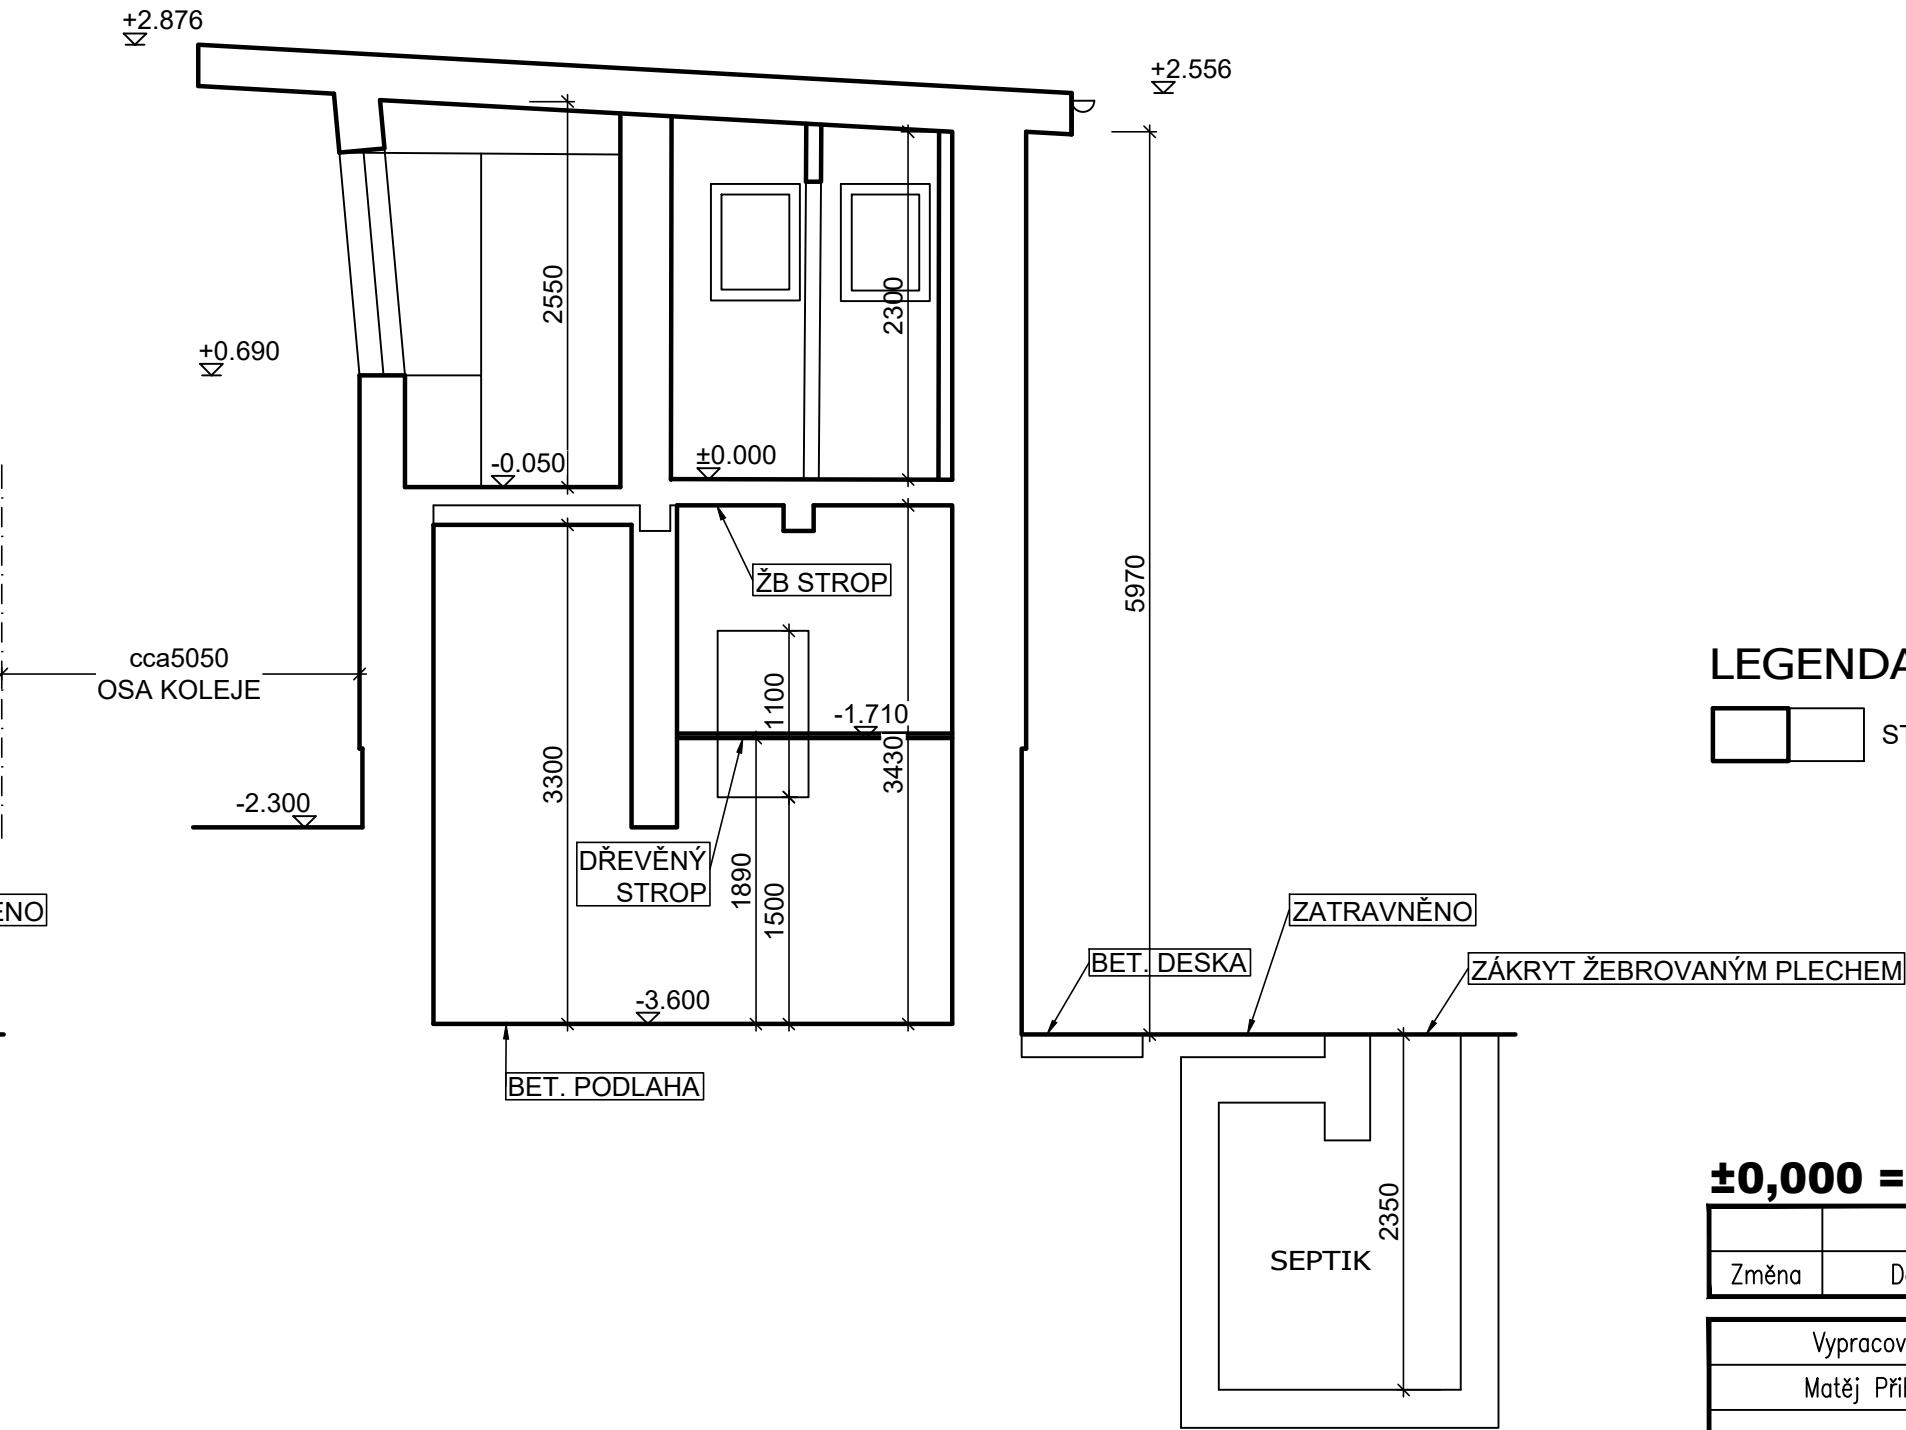 +2.876
+2.556
2550
2300
+0.690
-0.050
±0.000
ŽB STROP
5970
cca5050
OSA KOLEJE
1100
-1.710
3430
3300
-2.300
DŘEVĚNÝ
STROP
1890
1500
ZATRAVNĚNO
BET. DESKA
ZÁKRYT ŽEBROVANÝM PLECHEM
-3.600
BET. PODLAHA
2350
SEPTIK
LEGENDA
±0,000 =
Změna